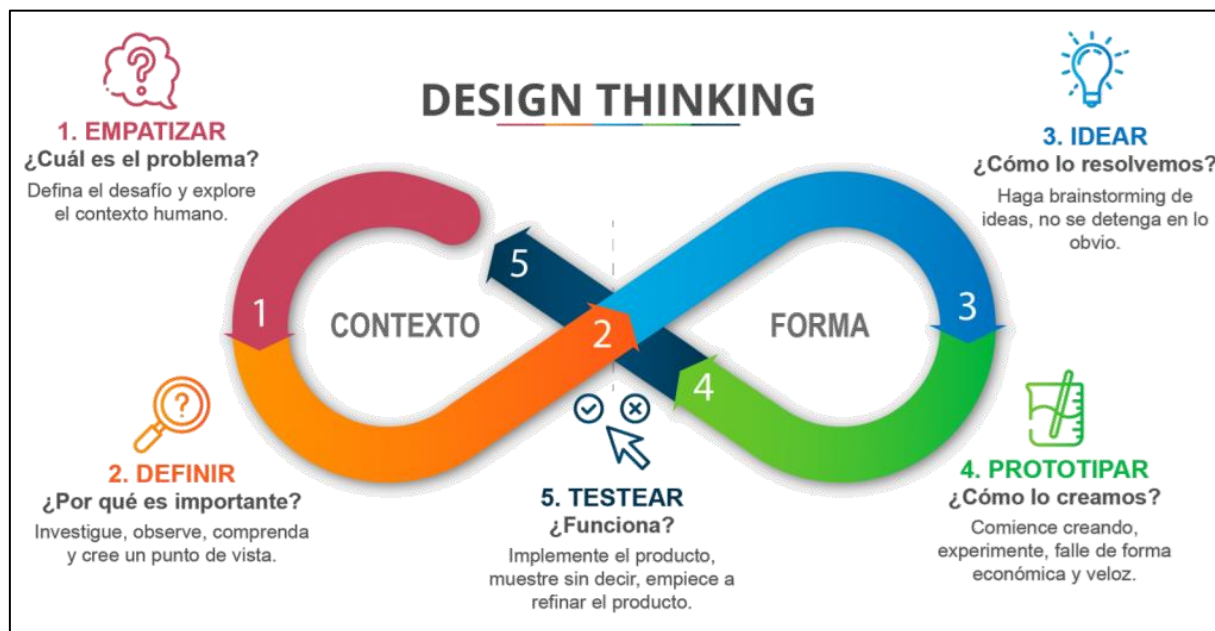 DESIGN THINKING
1. EMPATIZAR
¿Cuál es el problema?
Defina el desafío y explore
el contexto humano.
3. IDEAR
¿Cómo lo resolvemos?
Haga brainstorming de
ideas, no se detenga en lo
obvio.
1
CONTEXTO
5
2
FORMA
3
4
2. DEFINIR
¿Por qué es importante?
Investigue, observe, comprenda
y cree un punto de vista.
5. TESTEAR
¿Funciona?
Implemente el producto,
muestre sin decir, empiece a
refinar el producto.
4. PROTOTIPAR
¿Cómo lo creamos?
Comience creando,
experimente, falle de forma
económica y veloz.